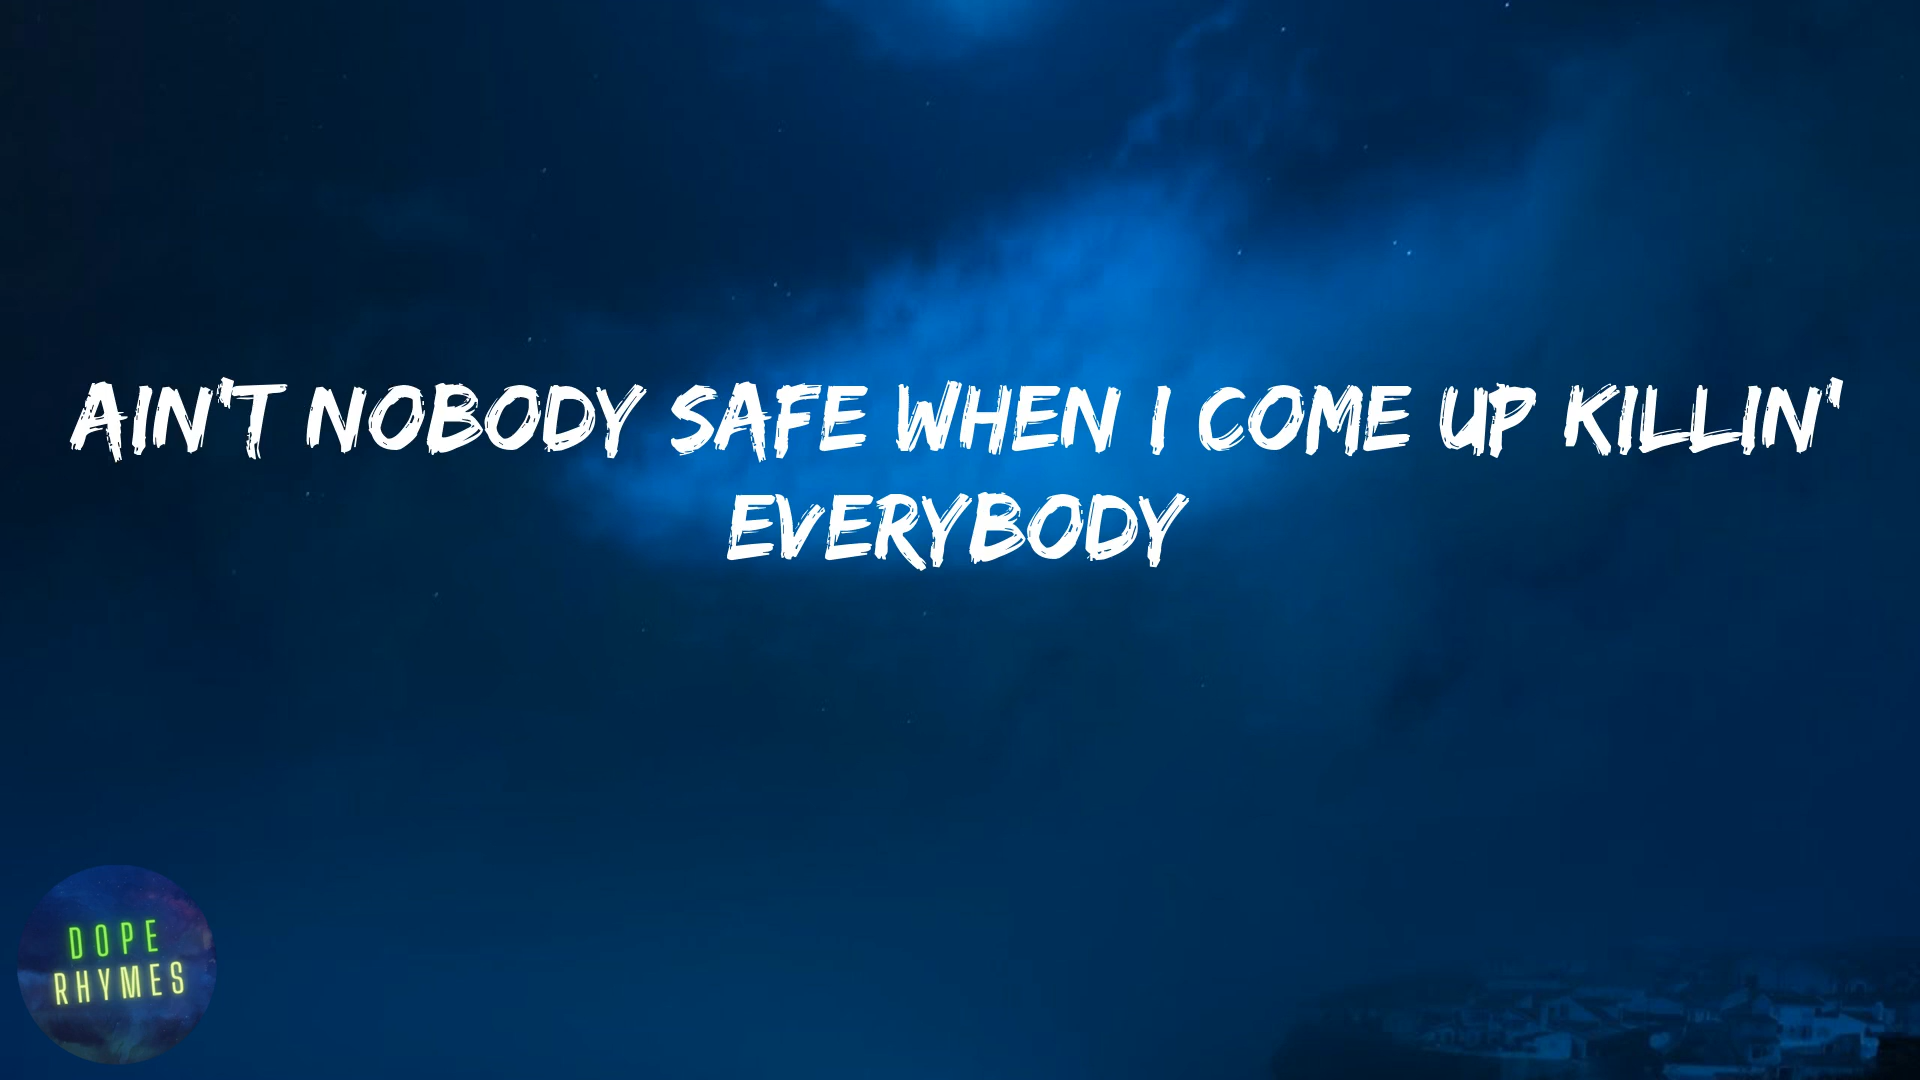 AIN'T NOBODY SAFE WHEN I COME UP KILLIN'
EVERYBODY
DOPE
RHYMES